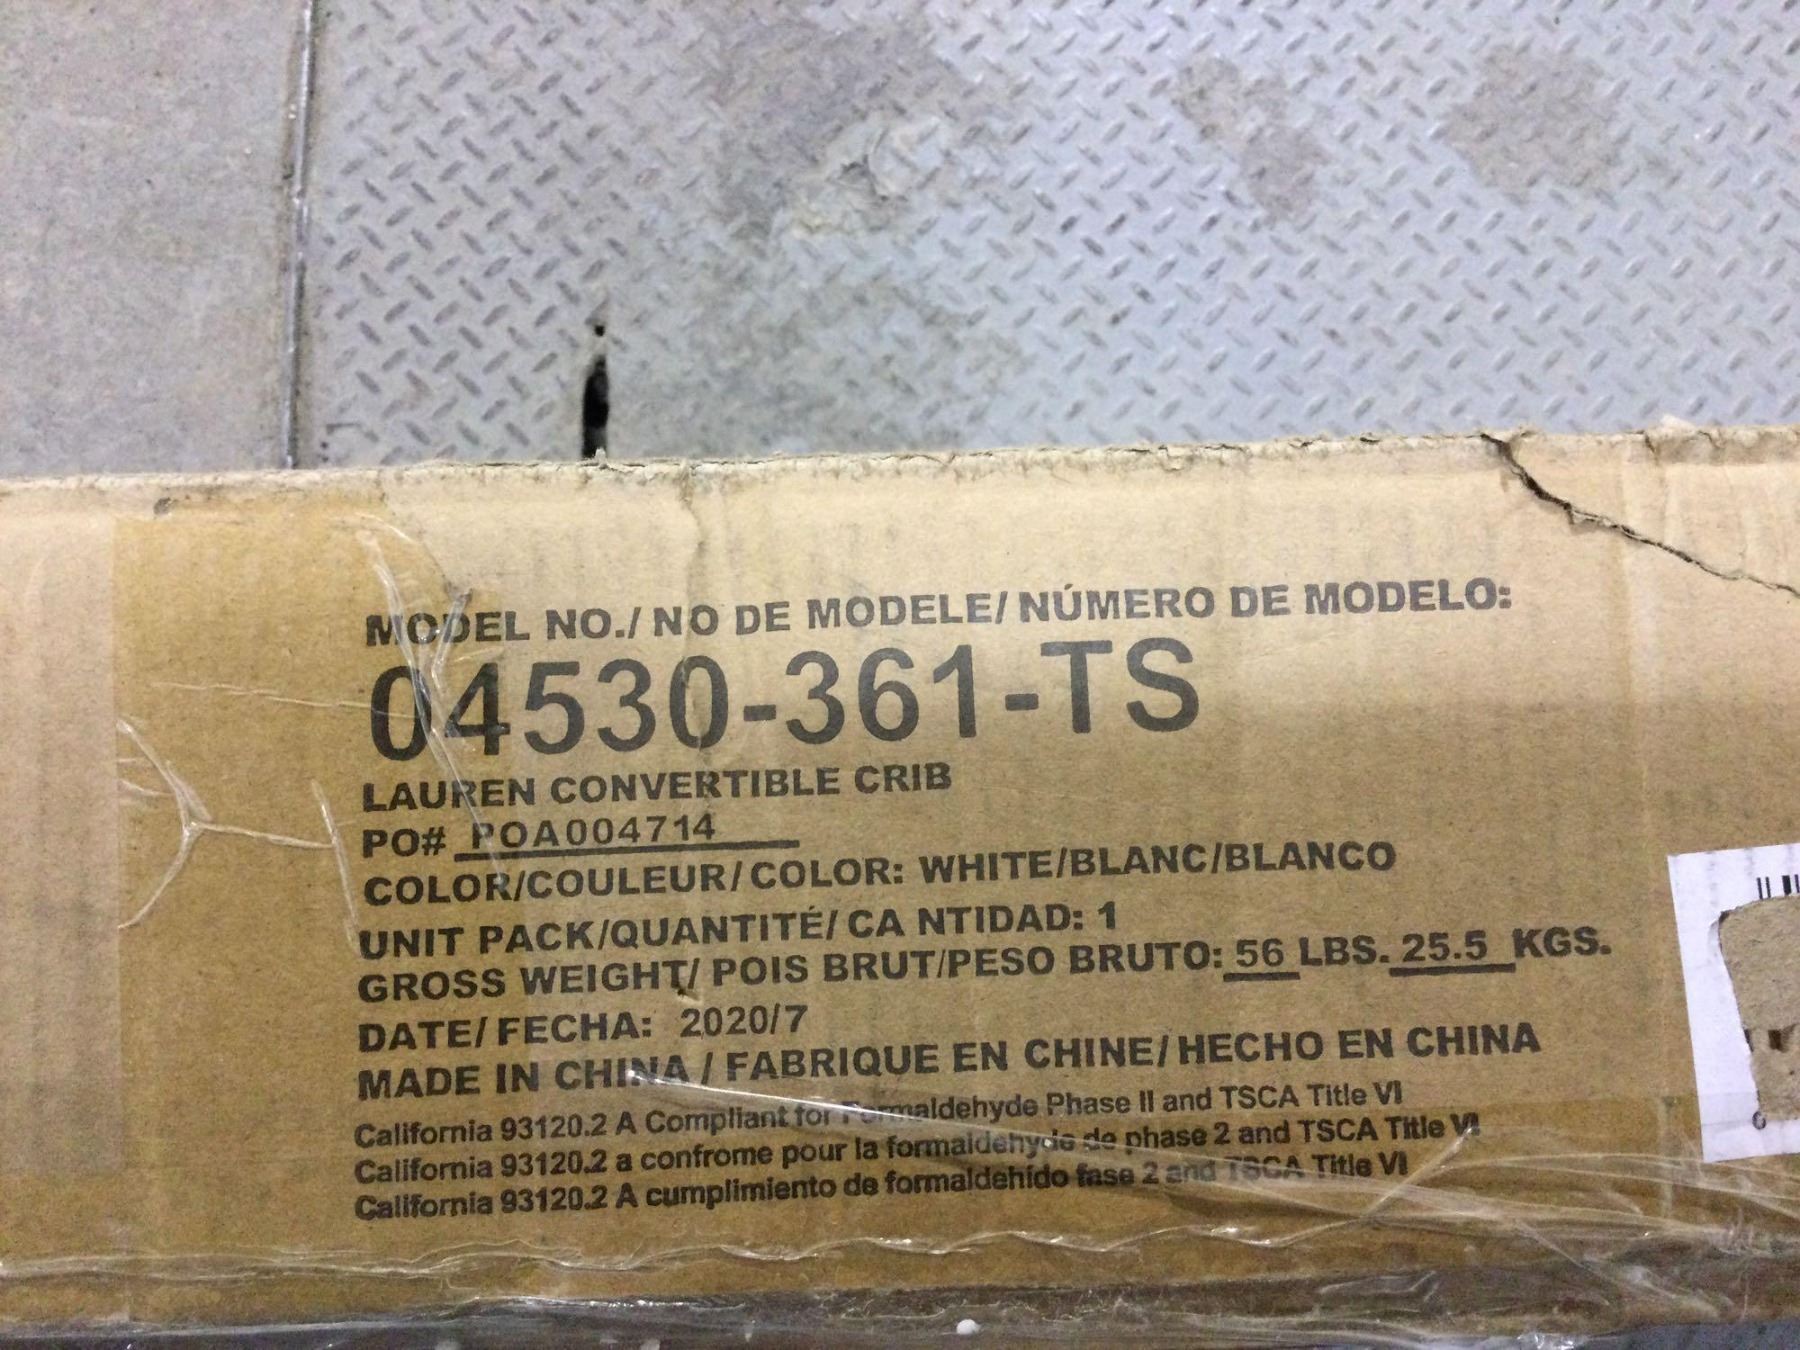 MODEL NO./ NO DE MODELE/ NÚMERO DE MODELO:
04530-361-TS
LAUREN CONVERTIBLE CRIB
PO# POA004714
COLOR/COULEUR/COLOR: WHITE/BLANC/BLANCO
UNIT PACK/QUANTITÉ/ CA NTIDAD: 1
GROSS WEIGHT/ POIS BRUT/PESO BRUTO: 56 LBS. 25.5 KGS.
DATE/ FECHA: 2020/7
MADE IN CHINA / FABRIQUE EN CHINE/ HECHO EN CHINA
California 93120.2 A Compliant for Formaldehyde Phase II and TSCA Title VI
California 93120.2 a confrome pour la formaldehyde de phase 2 and TSCA Title VI
California 93120.2 A cumplimiento de formaldehído fase 2 and TSCA Title VI
0